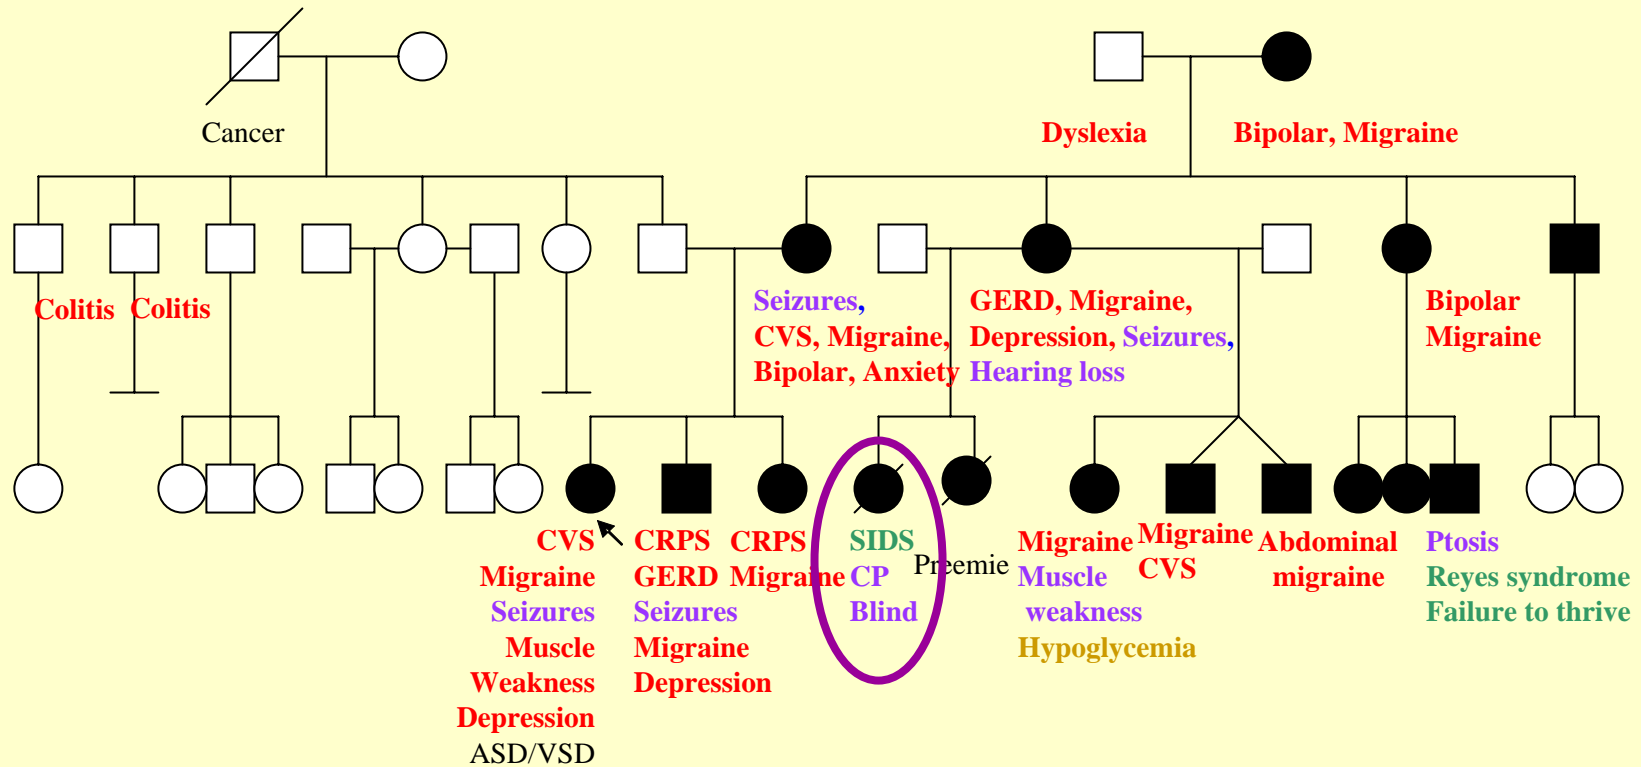 Cancer
Dyslexia
Bipolar, Migraine
Colitis
Colitis
Seizures,
CVS, Migraine,
Bipolar, Anxiety
GERD, Migraine,
Depression, Seizures,
Hearing loss
Bipolar
Migraine
CVS
Migraine
Seizures
Muscle
Weakness
Depression
ASD/VSD
CRPS
GERD
Seizures
Migraine
Depression
CRPS
Migraine
SIDS
CP
Blind
Preemie
Migraine
Muscle
weakness
Hypoglycemia
Migraine
CVS
Abdominal
migraine
Ptosis
Reyes syndrome
Failure to thrive